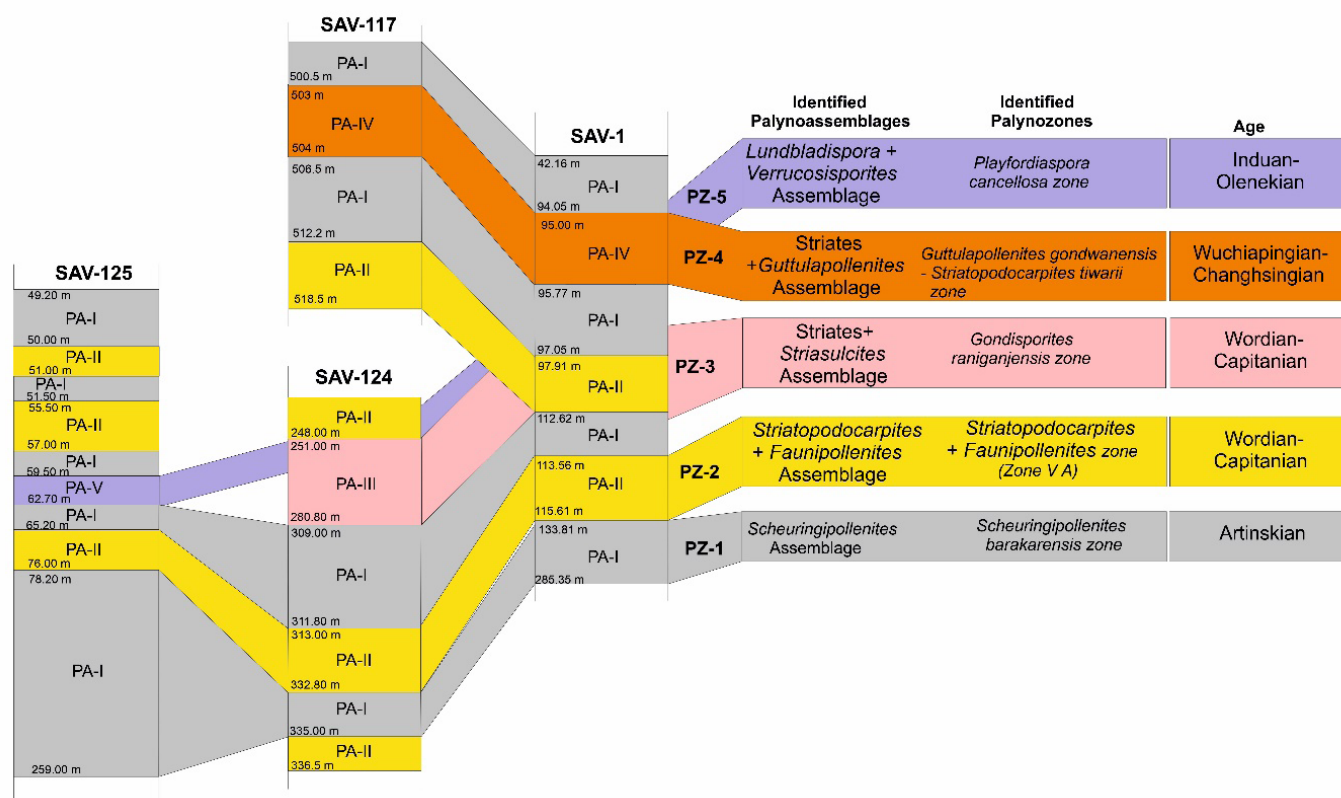 SAV-117
PA-I
500.5 m
503 m
PA-IV
504 m
506.5 m
PA-I
512.2 m
PA-II
518.5 m
SAV-125
49.20 m
PA-I
50.00 m
PA-II
51.00 m
PA-I
51.50 m
55.50 m
PA-II
57.00 m
PA-I
59.50 m
PA-V
62.70 m
PA-I
65.20 m
PA-II
76.00 m
78.20 m
PA-I
259.00 m
SAV-124
PA-II
248.00 m
251.00 m
PA-III
280.80 m
309.00 m
PA-I
311.80 m
313.00 m
PA-II
332.80 m
PA-I
335.00 m
PA-II
336.5 m
SAV-1
42.16 m
PA-I
94.05 m
95.00 m
PA-IV
95.77 m
PA-I
97.05 m
97.91 m
PA-II
112.62 m
PA-I
113.56 m
PA-II
115.61 m
133.81 m
PA-I
285.35 m
Identified
Palynoassemblages
Identified
Palynozones
Age
PZ-5
Lundbladispora +
Verrucosisporites
Assemblage
Playfordiaspora
cancellosa zone
Induan-
Olenekian
PZ-4
Striates
+Guttulapollenites
Assemblage
Guttulapollenites gondwanensis
- Striatopodocarpites tiwarii
zone
Wuchiapingian-
Changhsingian
PZ-3
Striates+
Striasulcites
Assemblage
Gondisporites
raniganjensis zone
Wordian-
Capitanian
PZ-2
Striatopodocarpites
+ Faunipollenites
Assemblage
Striatopodocarpites
+ Faunipollenites zone
(Zone V A)
Wordian-
Capitanian
PZ-1
Scheuringipollenites
Assemblage
Scheuringipollenites
barakarensis zone
Artinskian